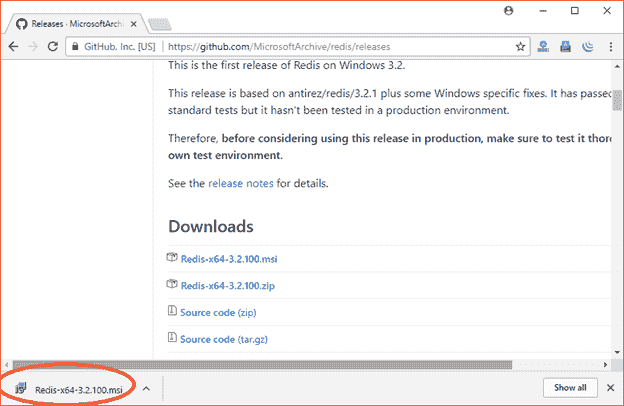 Releases · MicrosoftArchive
GitHub, Inc. [US] | https://github.com/MicrosoftArchive/redis/releases
This is the first release of Redis on Windows 3.2.
This release is based on antirez/redis/3.2.1 plus some Windows specific fixes. It has passed
standard tests but it hasn't been tested in a production environment.
Therefore, before considering using this release in production, make sure to test it thoro
own test environment.
See the release notes for details.
Downloads
Redis-x64-3.2.100.msi
Redis-x64-3.2.100.zip
Source code (zip)
Source code (tar.gz)
Redis-x64-3.2.100.msi
Show all